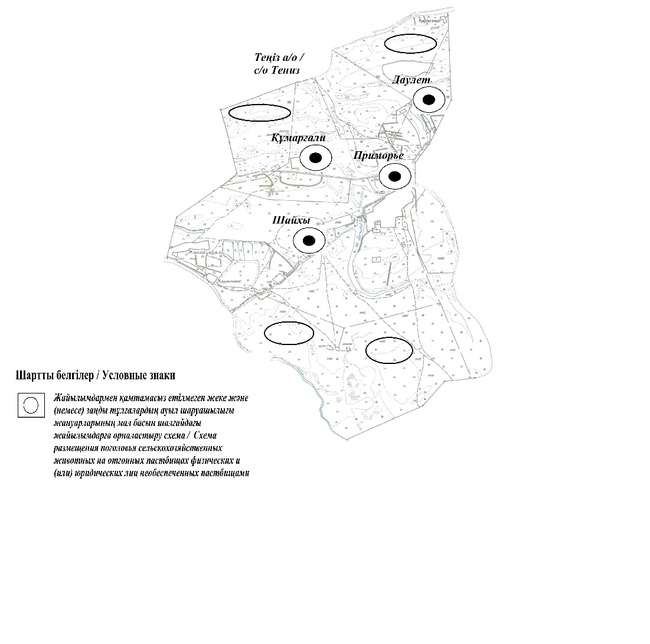 Теңіз а/о /
с/о Тениз
Даулет
Құмарғали
Приморье
Шайхы
Шартты белгілер / Условные знаки
Жайылымдармен қамтамасыз етілмеген жеке және
(немесе) заңды тұлғалардың ауыл шаруашылығы
жануарларының мал басын шалғайдағы
жайылымдарға орналастыру схема / Схема
размещения поголовья сельскохозяйственных
животных на отгонных пастбищах физических и
(или) юридических лиц необеспеченных пастбищами